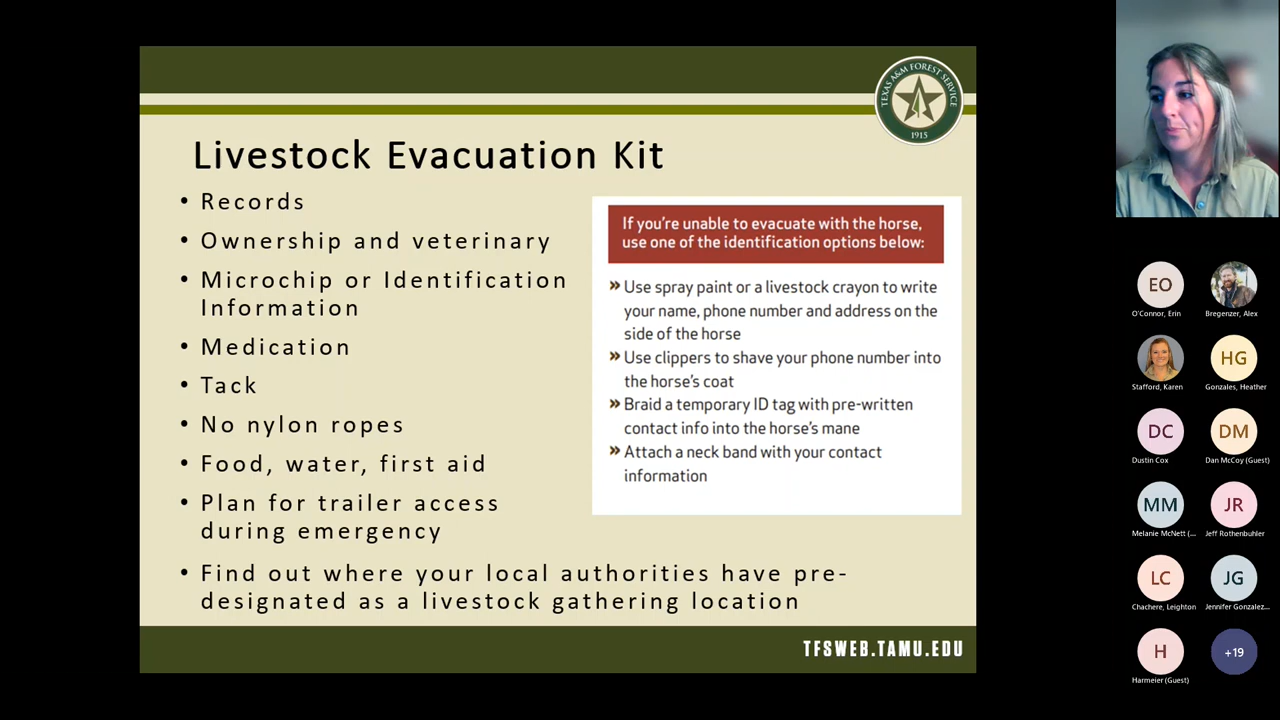 TEXAS A&M FOREST SERVICE
1915
Livestock Evacuation Kit
• Records
• Ownership and veterinary
• Microchip or Identification
Information
• Medication
• Tack
• No nylon ropes
• Food, water, first aid
• Plan for trailer access
during emergency
• Find out where your local authorities have pre-
designated as a livestock gathering location
If you're unable to evacuate with the horse,
use one of the identification options below:
» Use spray paint or a livestock crayon to write
your name, phone number and address on the
side of the horse
» Use clippers to shave your phone number into
the horse's coat
» Braid a temporary ID tag with pre-written
contact info into the horse's mane
» Attach a neck band with your contact
information
TFSWEB.TAMU.EDU
EO
O'Connor, Erin
Bregenzer, Alex
Stafford, Karen
HG
Gonzales, Heather
DC
Dustin Cox
DM
Dan McCoy (Guest)
MM
Melanie McNett (...
JR
Jeff Rothenbuhler
LC
Chachere, Leighton
JG
Jennifer Gonzalez...
H
Harmeier (Guest)
+19